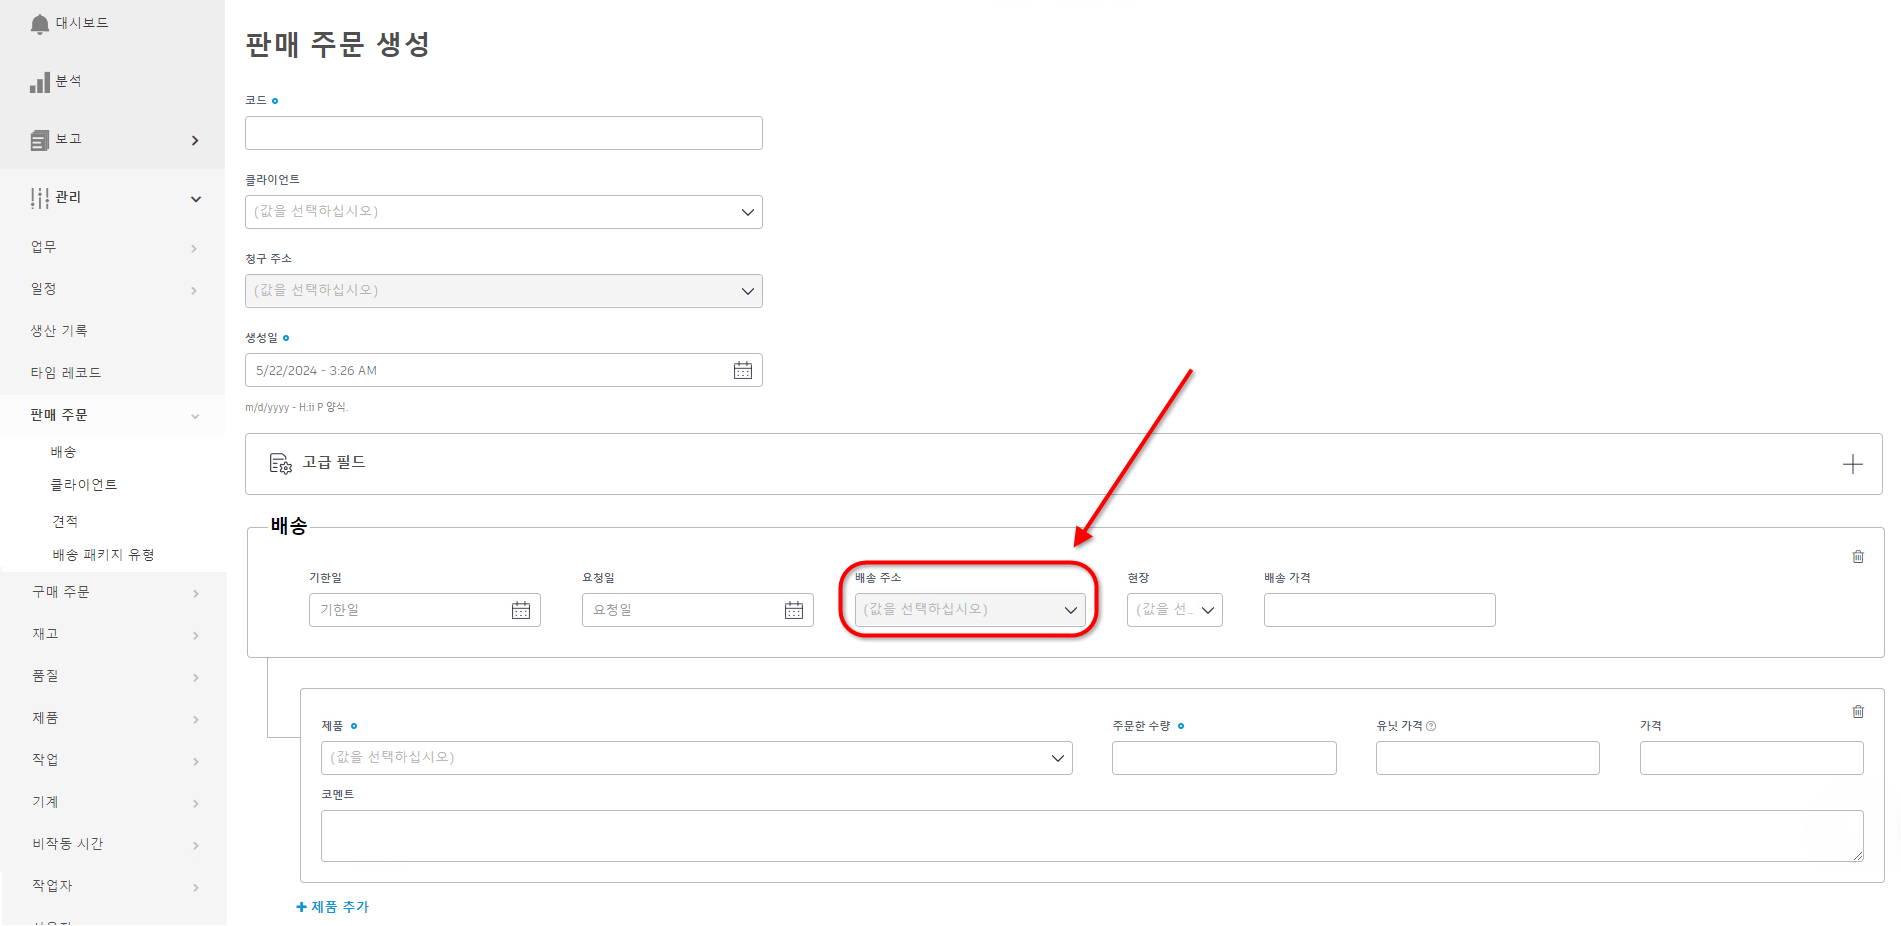 대시보드
분석
보고
관리
업무
일정
생산 기록
타임 레코드
판매 주문
배송
클라이언트
견적
배송 패키지 유형
구매 주문
재고
품질
제품
작업
기계
비작동 시간
작업자
판매 주문 생성
코드
클라이언트
(값을 선택하십시오)
청구 주소
(값을 선택하십시오)
생성일
5/22/2024 - 3:26 AM
m/d/yyyy - H:ii P 양식.
고급 필드
배송
기한일 요청일 배송 주소 현장 배송 가격
기한일 요청일 (값을 선택하십시오) (값을 선...
제품 주문한 수량 유닛 가격 가격
(값을 선택하십시오)
코멘트
+ 제품 추가